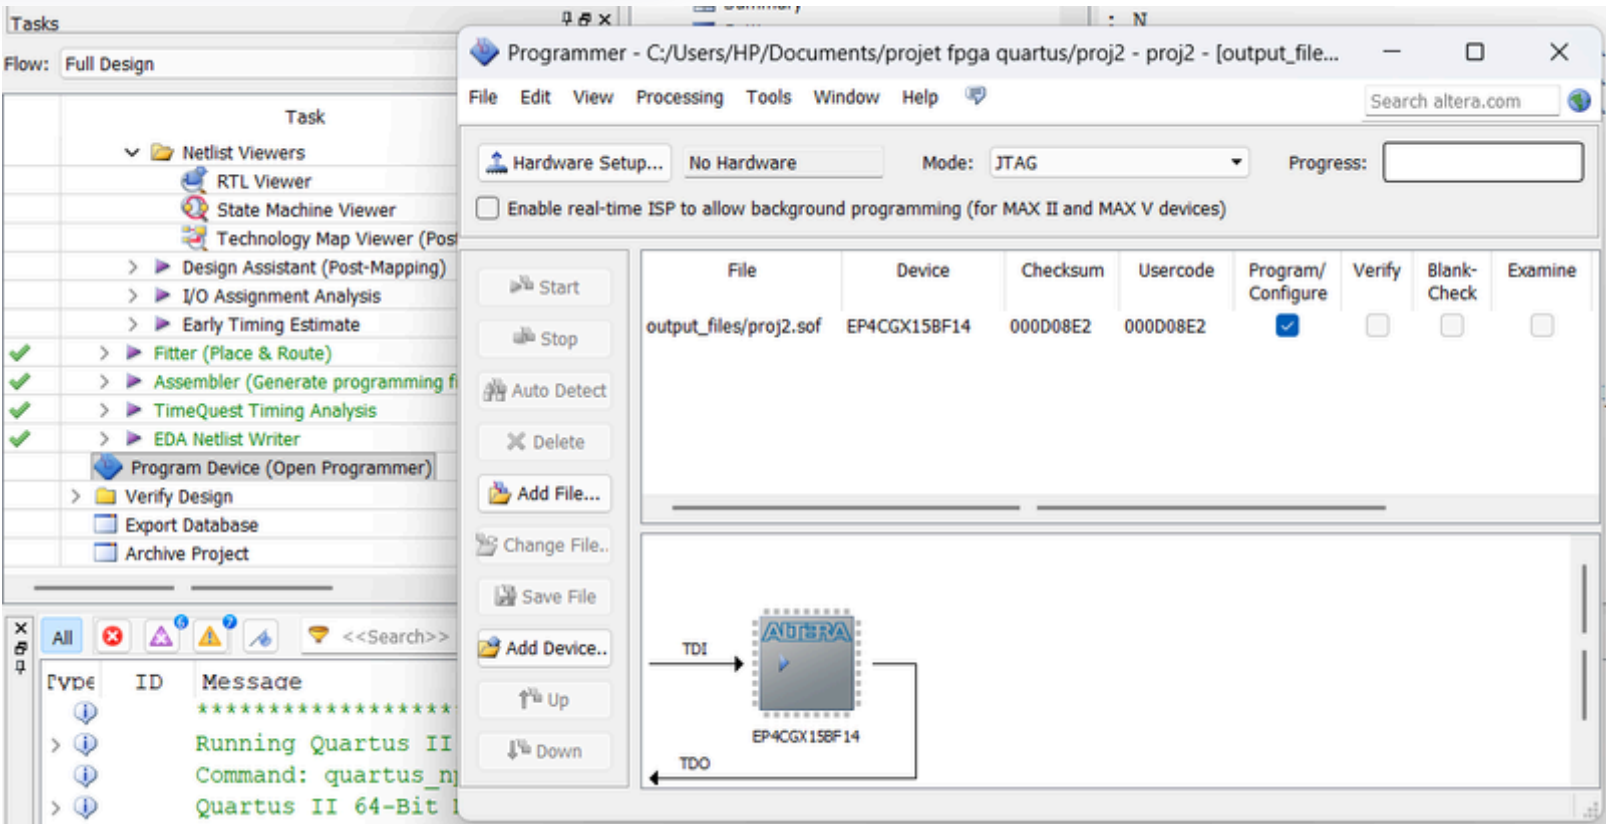 Tasks
Flow: Full Design
Task
Netlist Viewers
RTL Viewer
State Machine Viewer
Technology Map Viewer (Post
Design Assistant (Post-Mapping)
I/O Assignment Analysis
Early Timing Estimate
Fitter (Place & Route)
Assembler (Generate programming fi
TimeQuest Timing Analysis
EDA Netlist Writer
Program Device (Open Programmer)
Verify Design
Export Database
Archive Project
All
6
7
<<Search>>
Type ID Message
*******************
Running Quartus II
Command: quartus_n
Quartus II 64-Bit
Summary
: N
Programmer - C:/Users/HP/Documents/projet fpga quartus/proj2 - proj2 - [output_file...
File Edit View Processing Tools Window Help
Search altera.com
Hardware Setup... No Hardware Mode: JTAG Progress:
Enable real-time ISP to allow background programming (for MAX II and MAX V devices)
Start
Stop
Auto Detect
Delete
Add File...
Change File..
Save File
Add Device..
Up
Down
File Device Checksum Usercode Program/ Verify Blank- Examine
Configure Check
output_files/proj2.sof EP4CGX15BF14 000D08E2 000D08E2
TDI
ALTERA
EP4CGX15BF14
TDO